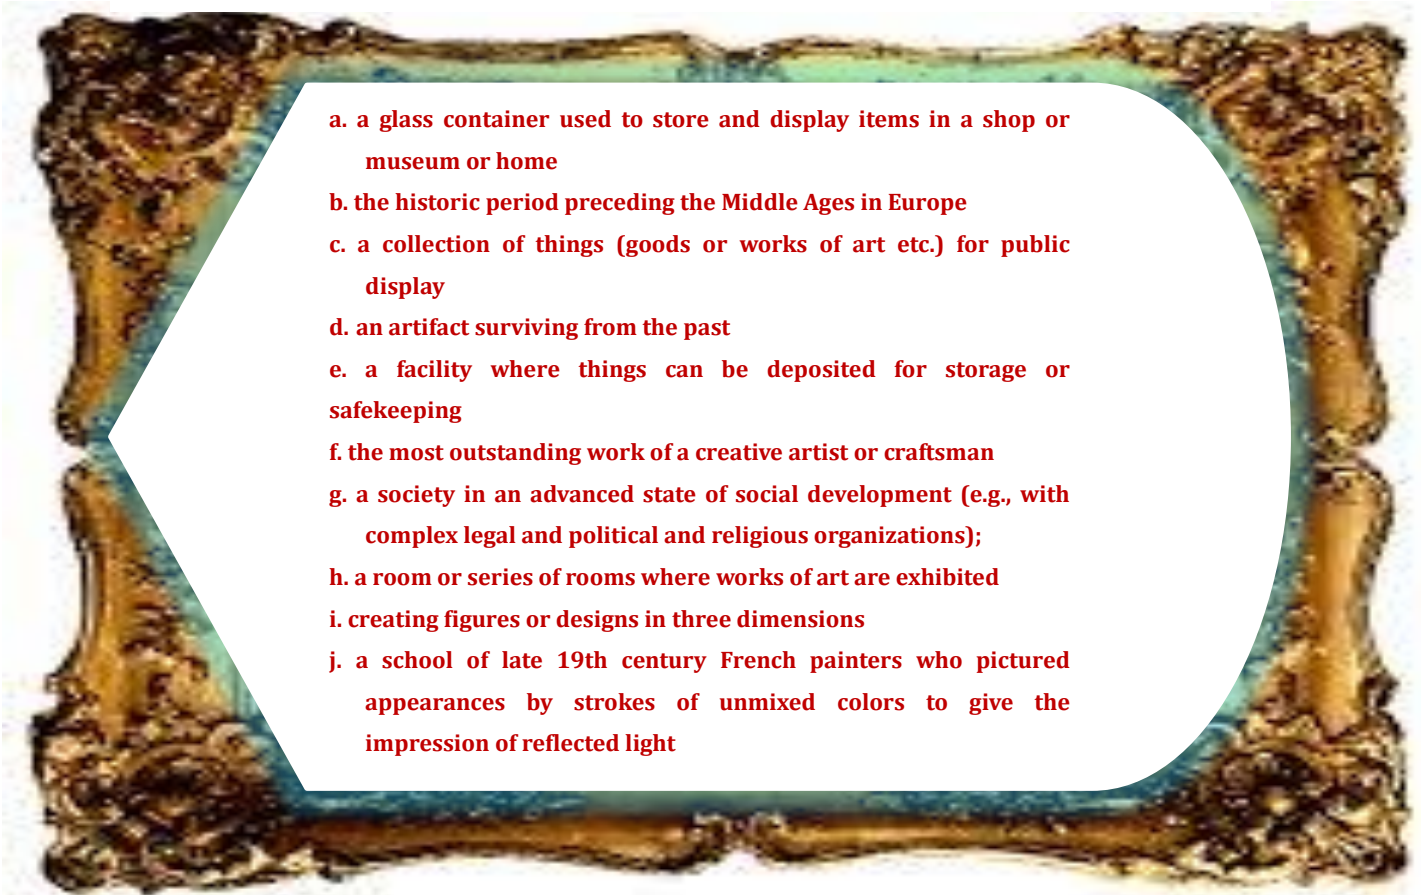 a. a glass container used to store and display items in a shop or
museum or home
b. the historic period preceding the Middle Ages in Europe
c. a collection of things (goods or works of art etc.) for public
display
d. an artifact surviving from the past
e. a facility where things can be deposited for storage or
safekeeping
f. the most outstanding work of a creative artist or craftsman
g. a society in an advanced state of social development (e.g., with
complex legal and political and religious organizations);
h. a room or series of rooms where works of art are exhibited
i. creating figures or designs in three dimensions
j. a school of late 19th century French painters who pictured
appearances by strokes of unmixed colors to give the
impression of reflected light